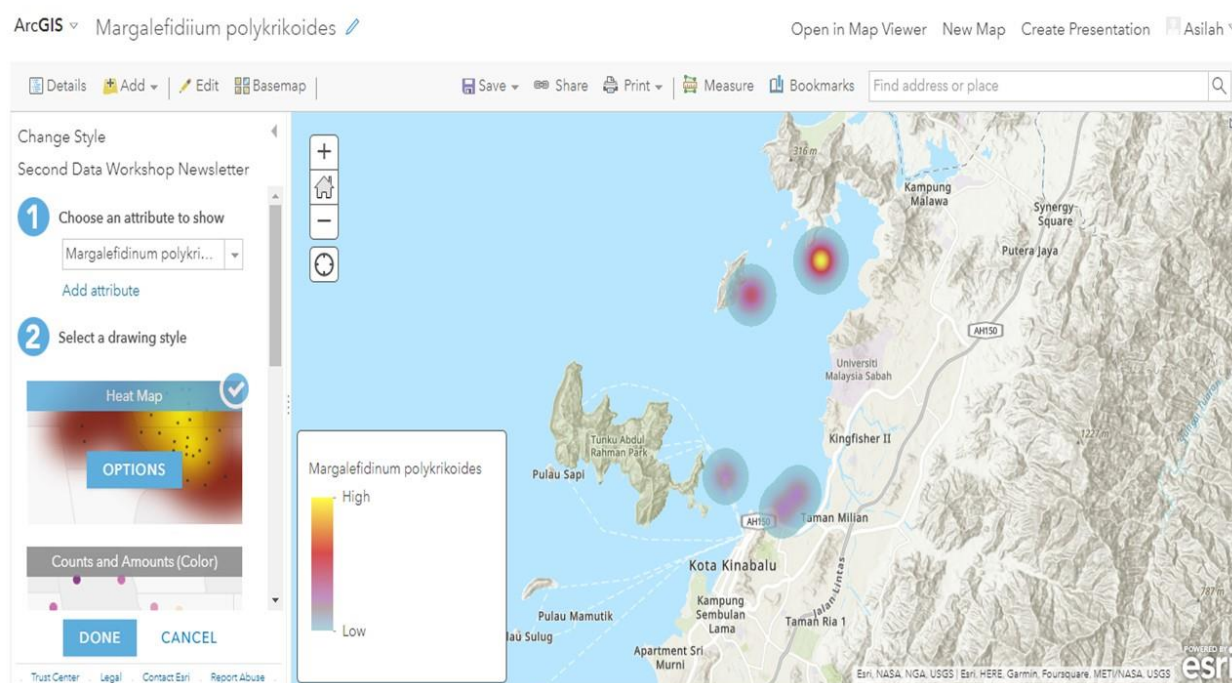 ArcGIS Margalefidiium polykrikoides Open in Map Viewer New Map Create Presentation Asilah
Details Add Edit Basemap Save Share Print Measure Bookmarks Find address or place
Change Style
Second Data Workshop Newsletter
1 Choose an attribute to show
Margalefidinum polykri...
Add attribute
2 Select a drawing style
Heat Map
OPTIONS
Counts and Amounts (Color)
DONE CANCEL
Trust Center Legal Contact Esri Report Abuse
+
−
Margalefidinum polykrikoides
High
Low
316 m
Kampung
Malawa
Synergy
Square
Putera Jaya
AH150
Universiti
Malaysia Sabah
Tunku Abdul
Rahman Park
Kingfisher II
1227 m
Pulau Sapi
AH150
Taman Milian
Kota Kinabalu
Jalan Lintas
Kampung
Sembulan
Lama
Taman Ria 1
Pulau Mamutik
Sulug
Apartment Sri
Murni
Esri, NASA, NGA, USGS | Esri, HERE, Garmin, Foursquare, METI/NASA, USGS
POWERED BY
esri